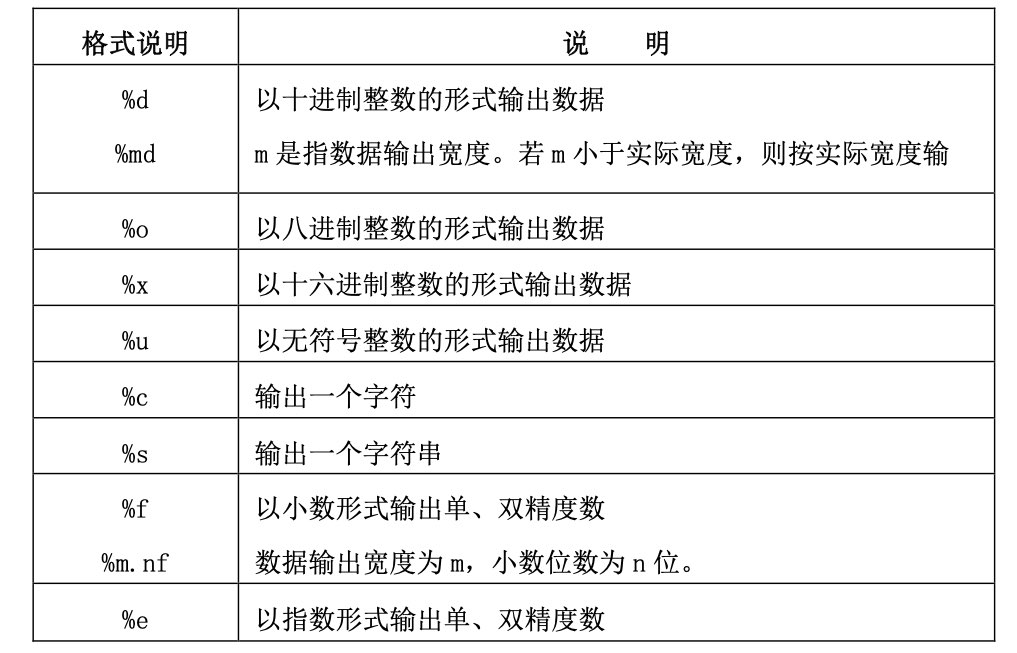 格式说明 说 明
%d 以十进制整数的形式输出数据
%md m 是指数据输出宽度。若 m 小于实际宽度，则按实际宽度输
%o 以八进制整数的形式输出数据
%x 以十六进制整数的形式输出数据
%u 以无符号整数的形式输出数据
%c 输出一个字符
%s 输出一个字符串
%f 以小数形式输出单、双精度数
%m.nf 数据输出宽度为 m，小数位数为 n 位。
%e 以指数形式输出单、双精度数